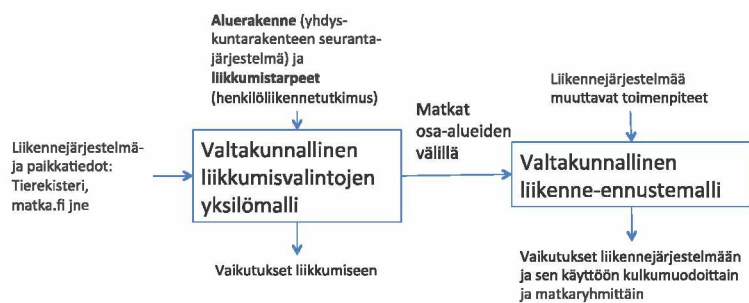 Aluerakenne (yhdys-
kuntarakenteen seuranta-
järjestelmä) ja
liikkumistarpeet
(henkilöliikennetutkimus)
Liikennejärjestelmää
muuttavat toimenpiteet
Matkat
osa-alueiden
välillä
Liikennejärjestelmä-
ja paikkatiedot:
Tierekisteri,
matka.fi jne
Valtakunnallinen
liikkumisvalintojen
yksilömalli
Valtakunnallinen
liikenne-ennustemalli
Vaikutukset liikkumiseen
Vaikutukset liikennejärjestelmään
ja sen käyttöön kulkumuodoittain
ja matkaryhmittäin